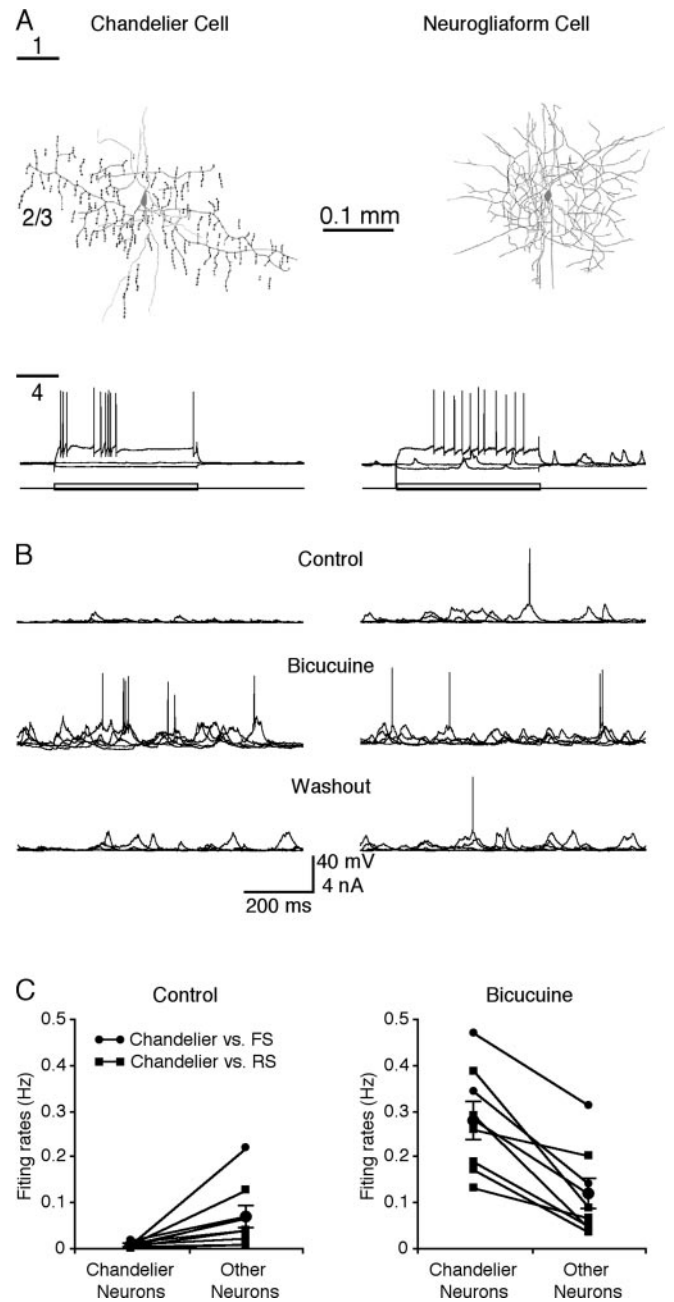 A
Chandelier Cell
Neurogliaform Cell
1
2/3
0.1 mm
4
B
Control
Bicucuine
Washout
40 mV
4 nA
200 ms
C
Control
Bicucuine
0.5
0.4
0.3
0.2
0.1
0
Fiting rates (Hz)
Chandelier vs. FS
Chandelier vs. RS
Chandelier
Neurons
Other
Neurons
0.5
0.4
0.3
0.2
0.1
0
Fiting rates (Hz)
Chandelier
Neurons
Other
Neurons